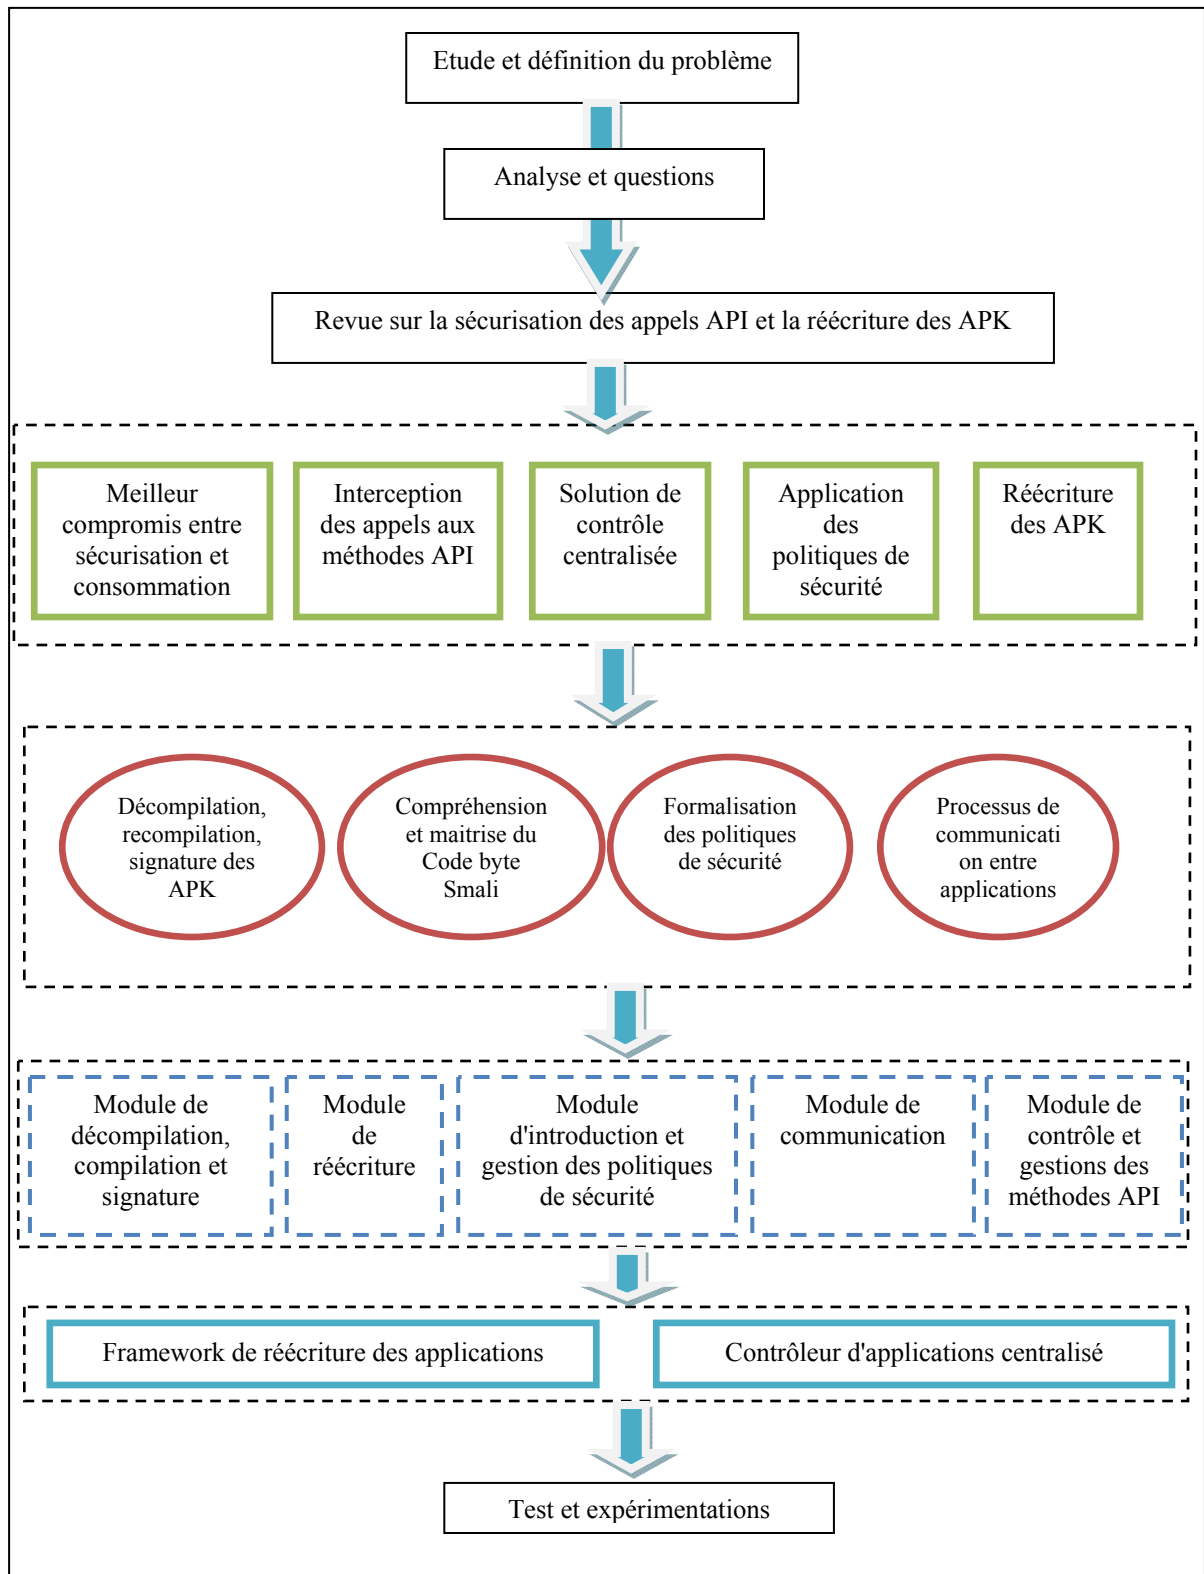 Etude et définition du problème
Analyse et questions
Revue sur la sécurisation des appels API et la réécriture des APK
Meilleur
compromis entre
sécurisation et
consommation
Interception
des appels aux
méthodes API
Solution de
contrôle
centralisée
Application
des
politiques de
sécurité
Réécriture
des APK
Décompilation,
recompilation,
signature des
APK
Compréhension
et maitrise du
Code byte
Smali
Formalisation
des politiques
de sécurité
Processus de
communicati
on entre
applications
Module de
décompilation,
compilation et
signature
Module
de
réécriture
Module
d'introduction et
gestion des politiques
de sécurité
Module de
communication
Module de
contrôle et
gestions des
méthodes API
Framework de réécriture des applications
Contrôleur d'applications centralisé
Test et expérimentations